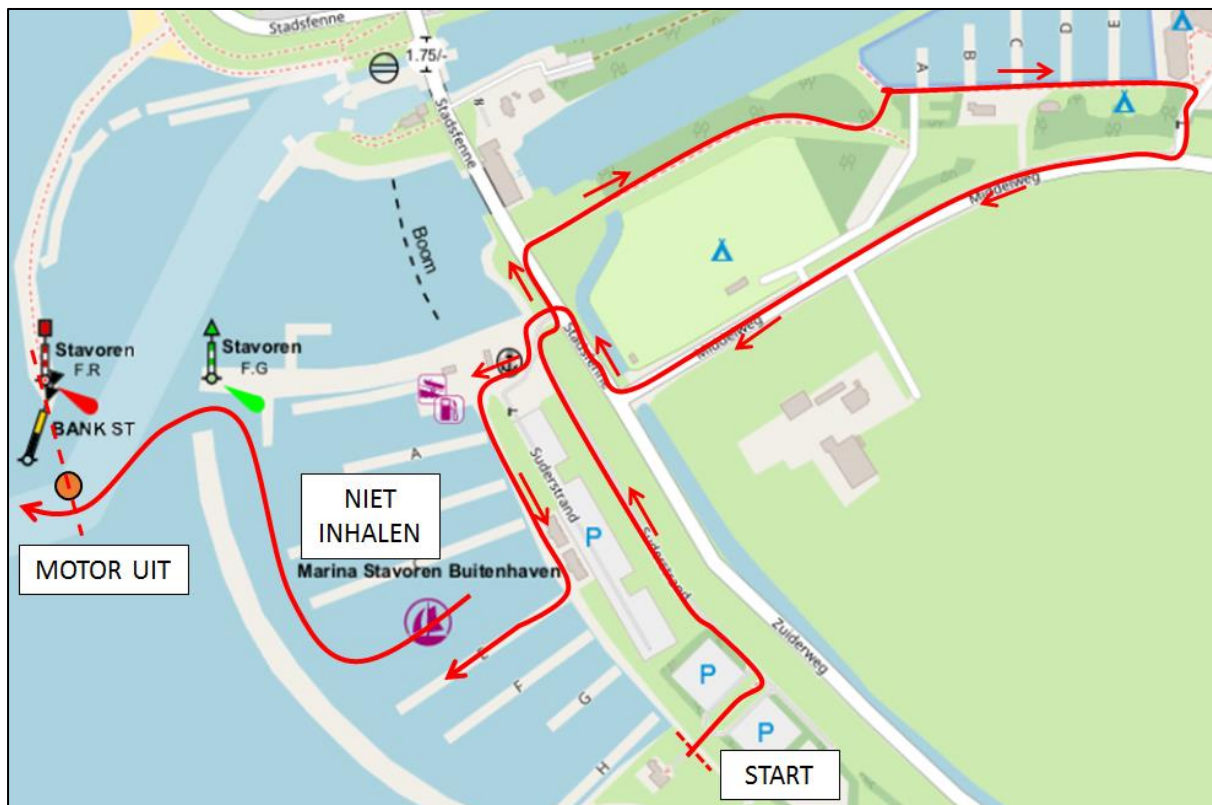 Stadsfenne
Stadsfenne
1.75/-
A
B
C
D
E
Stadsfenne
Boom
Middelweg
Stavoren
F.R
Stavoren
F.G
BANK ST
Stadsfenne
Middelweg
A
Suderstrand
NIET
INHALEN
C
P
Suderstrand
MOTOR UIT
Marina Stavoren Buitenhaven
Zuiderweg
E
F
G
H
P
P
START